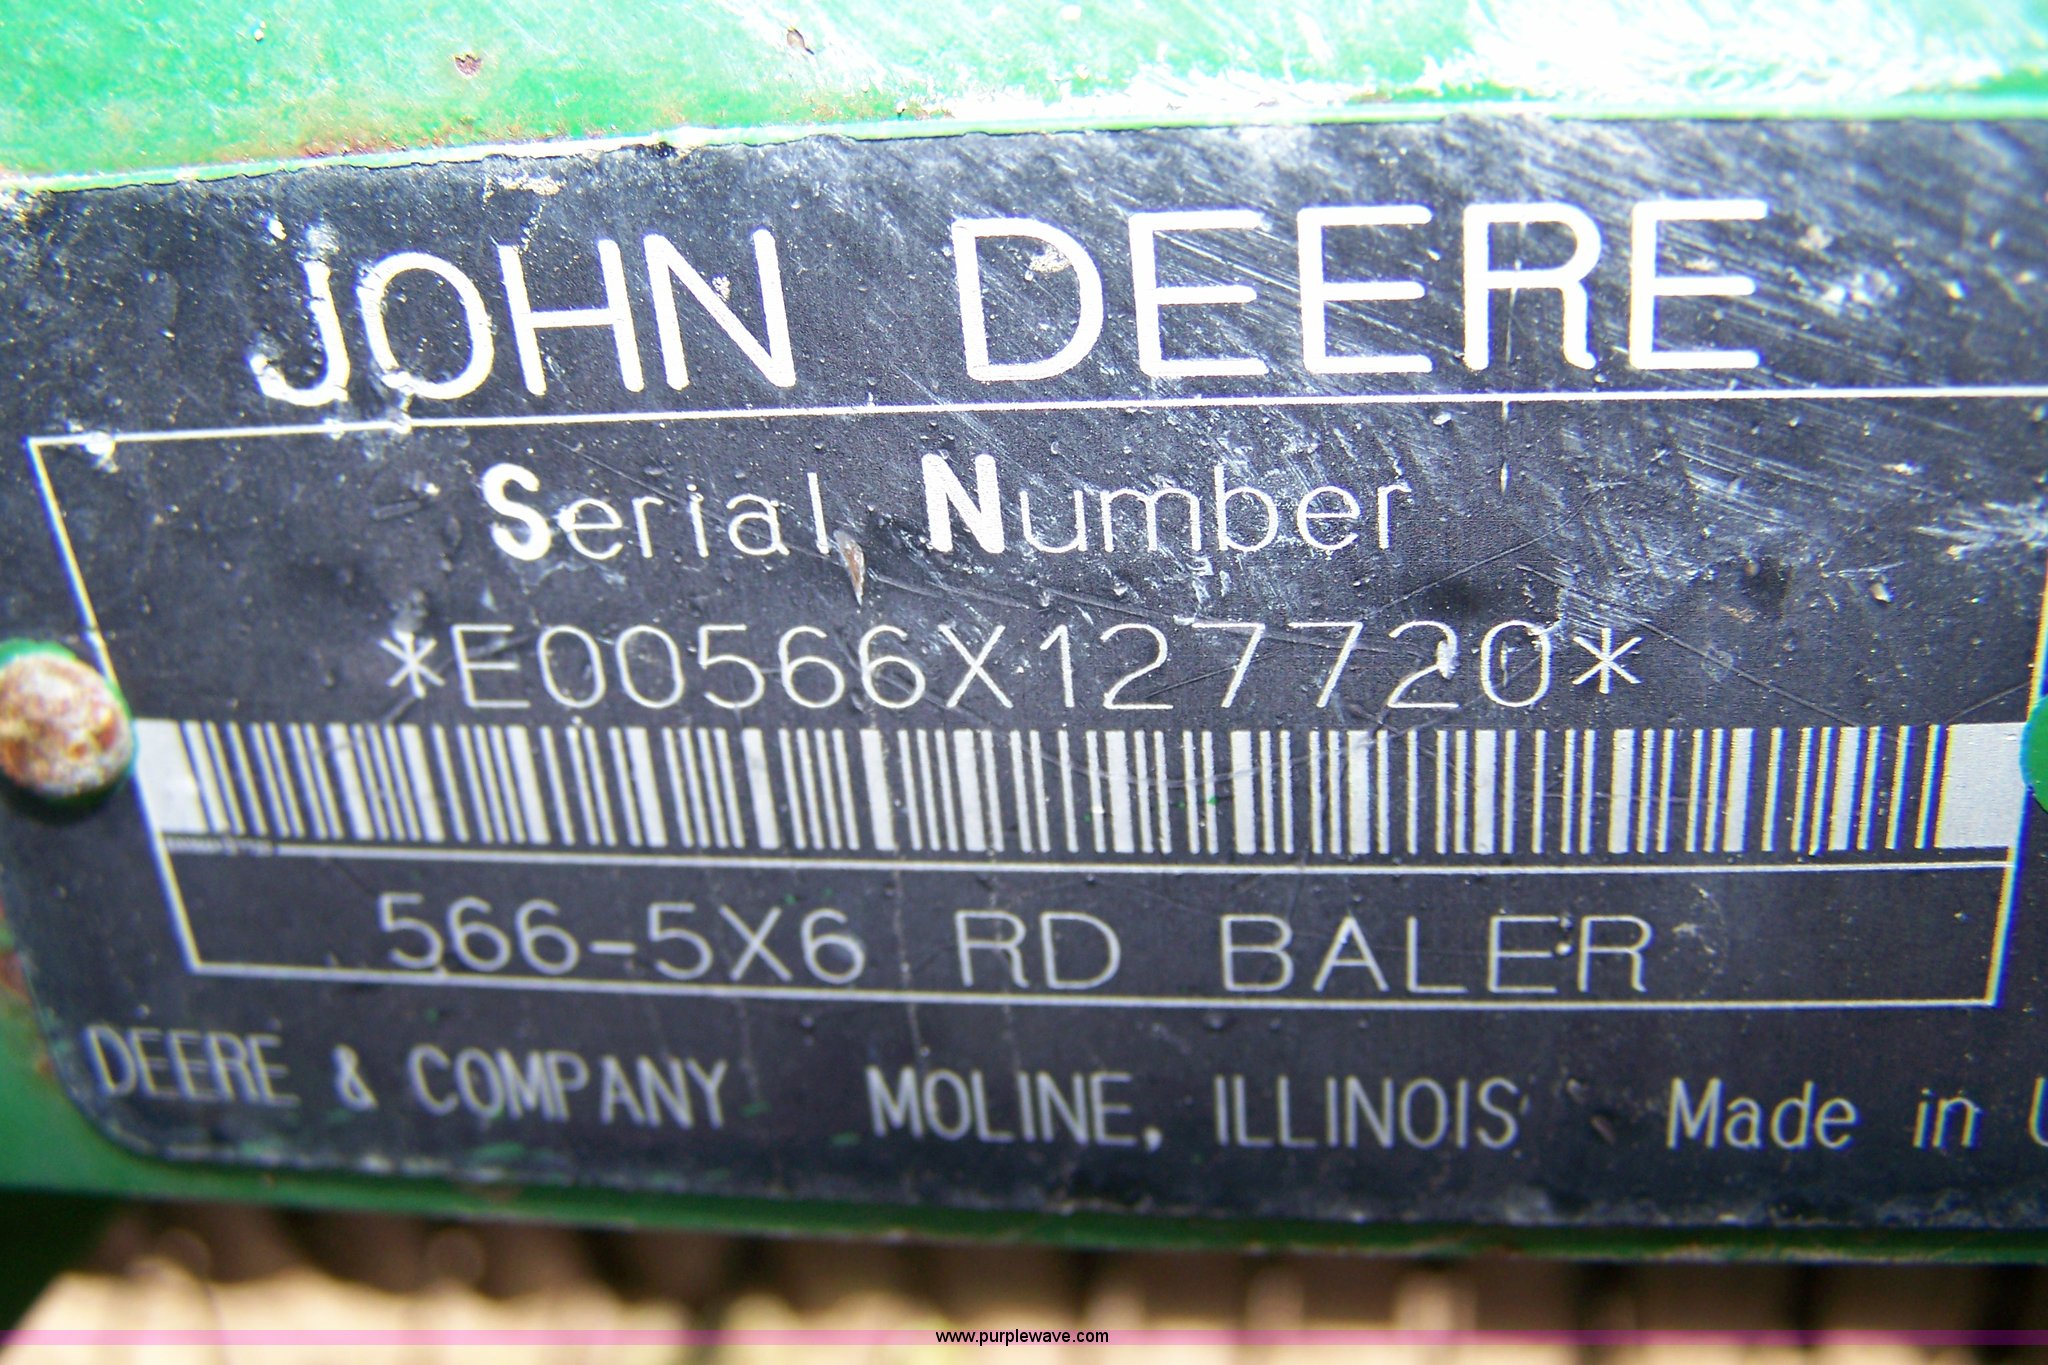 JOHN DEERE
Serial Number
*E00566X127720*
566-5X6 RD BALER
DEERE & COMPANY MOLINE, ILLINOIS Made in U
www.purplewave.com